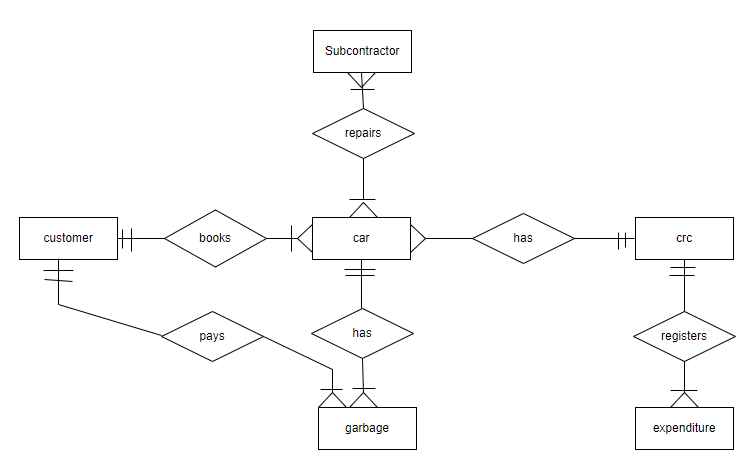 Subcontractor
repairs
customer
books
car
has
crc
pays
has
registers
garbage
expenditure